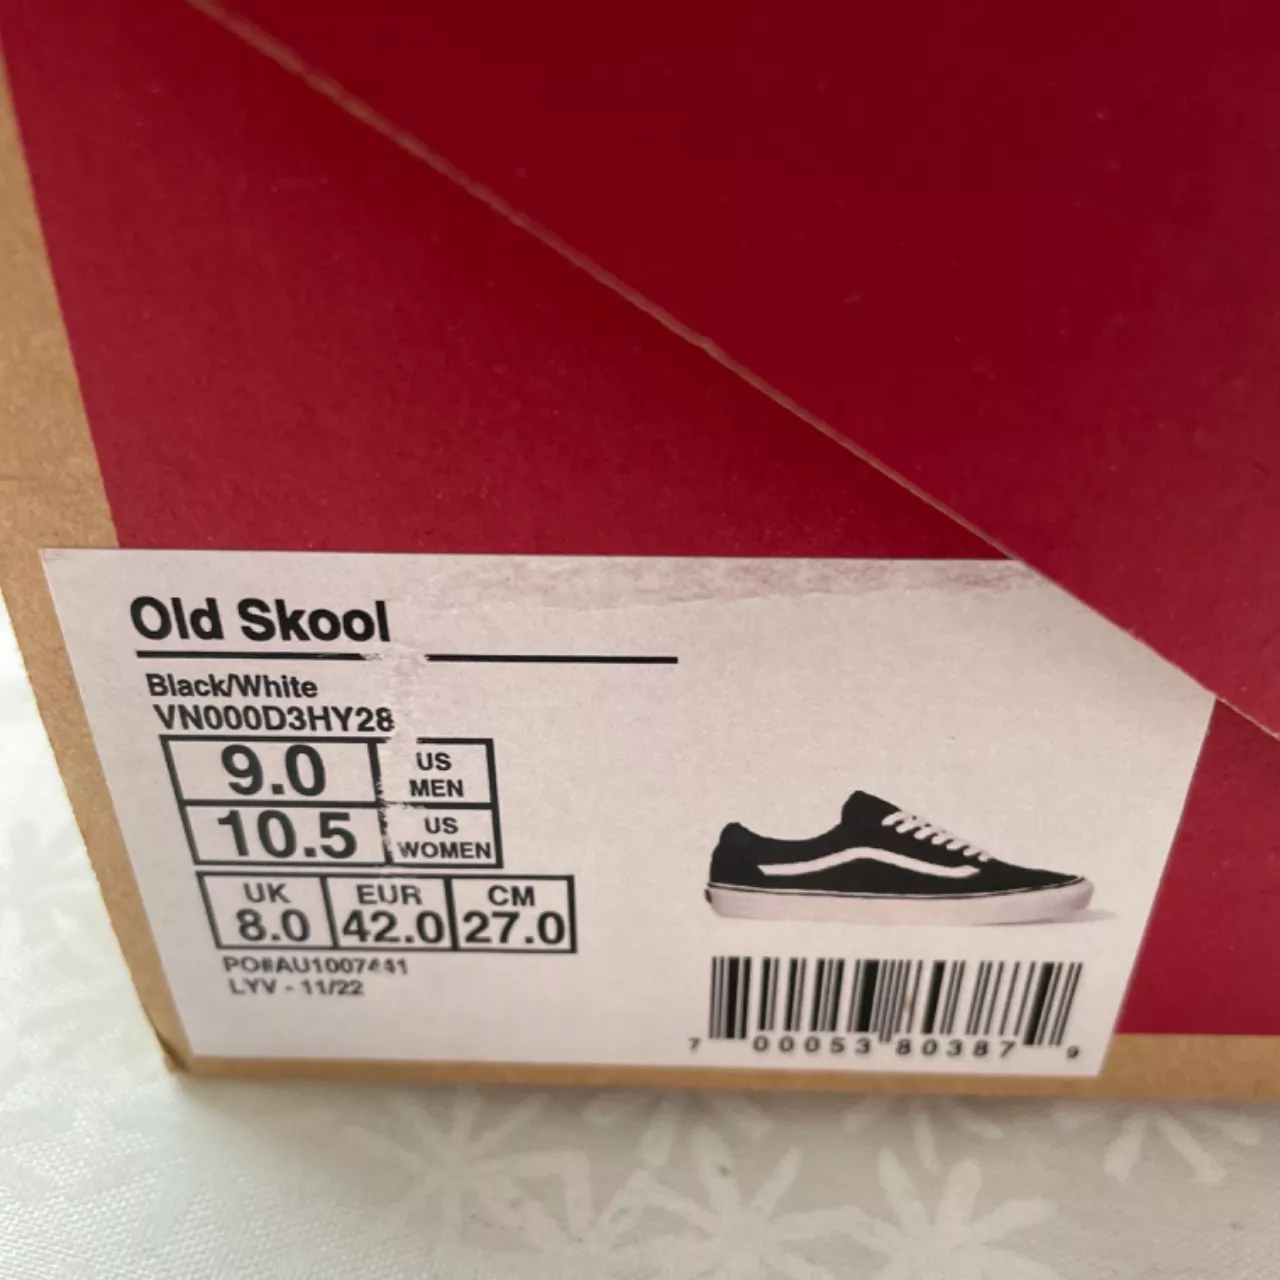 Old Skool
Black/White
VN000D3HY28
9.0 US MEN
10.5 US WOMEN
UK EUR CM
8.0 42.0 27.0
PO#AU1007441
LYV - 11/22
7 00053 80387 9